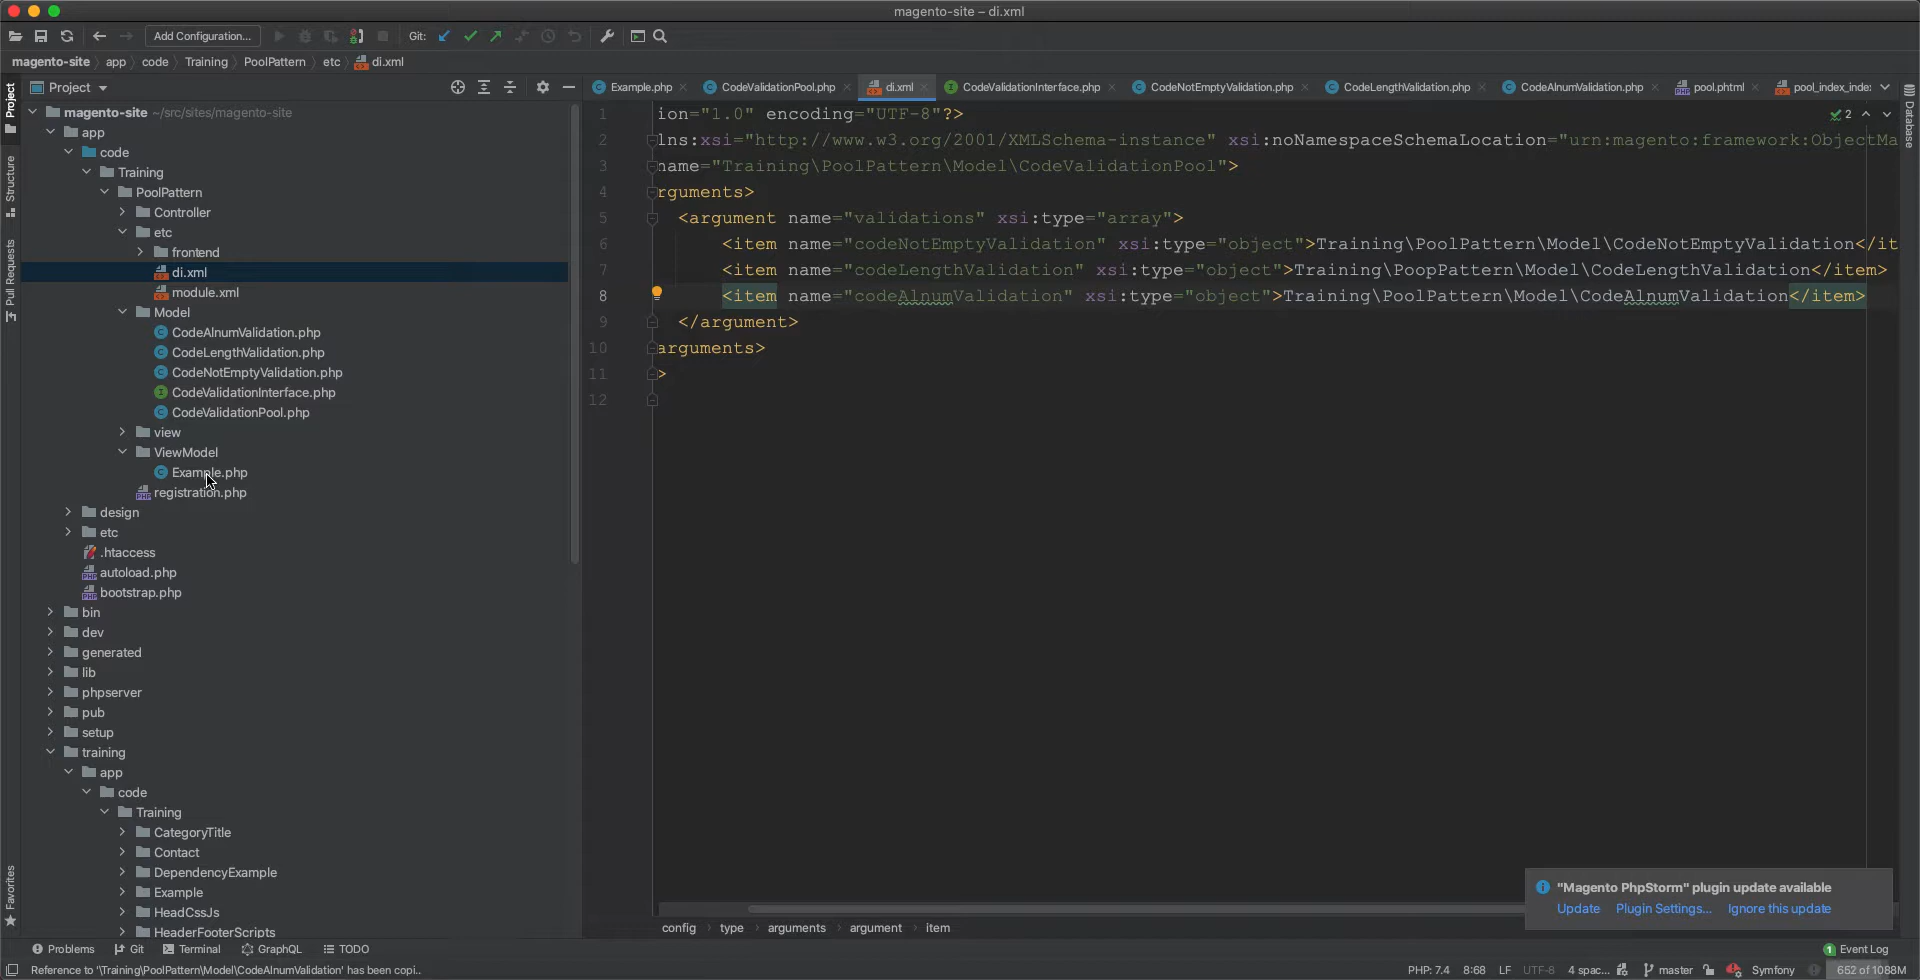 magento-site – di.xml
Add Configuration... Git:
magento-site app code Training PoolPattern etc di.xml
Project
Example.php CodeValidationPool.php di.xml CodeValidationInterface.php CodeNotEmptyValidation.php CodeLengthValidation.php CodeAlnumValidation.php pool.phtml pool_index_inde:
Project
Structure
Pull Requests
Favorites
Database
magento-site ~/src/sites/magento-site
app
code
Training
PoolPattern
Controller
etc
frontend
di.xml
module.xml
Model
CodeAlnumValidation.php
CodeLengthValidation.php
CodeNotEmptyValidation.php
CodeValidationInterface.php
CodeValidationPool.php
view
ViewModel
Example.php
registration.php
design
etc
.htaccess
autoload.php
bootstrap.php
bin
dev
generated
lib
phpserver
pub
setup
training
app
code
Training
CategoryTitle
Contact
DependencyExample
Example
HeadCssJs
HeaderFooterScripts
1 ion="1.0" encoding="UTF-8"?>
2 lns:xsi="http://www.w3.org/2001/XMLSchema-instance" xsi:noNamespaceSchemaLocation="urn:magento:framework:ObjectMa
3 name="Training\PoolPattern\Model\CodeValidationPool">
4 rguments>
5 <argument name="validations" xsi:type="array">
6 <item name="codeNotEmptyValidation" xsi:type="object">Training\PoolPattern\Model\CodeNotEmptyValidation</it
7 <item name="codeLengthValidation" xsi:type="object">Training\PoopPattern\Model\CodeLengthValidation</item>
8 <item name="codeAlnumValidation" xsi:type="object">Training\PoolPattern\Model\CodeAlnumValidation</item>
9 </argument>
10 arguments>
11 >
12
2
"Magento PhpStorm" plugin update available
Update Plugin Settings... Ignore this update
config type arguments argument item
Problems Git Terminal GraphQL TODO 1 Event Log
Reference to '\Training\PoolPattern\Model\CodeAlnumValidation' has been copi.. PHP: 7.4 8:68 LF UTF-8 4 spac... master Symfony 652 of 1088M